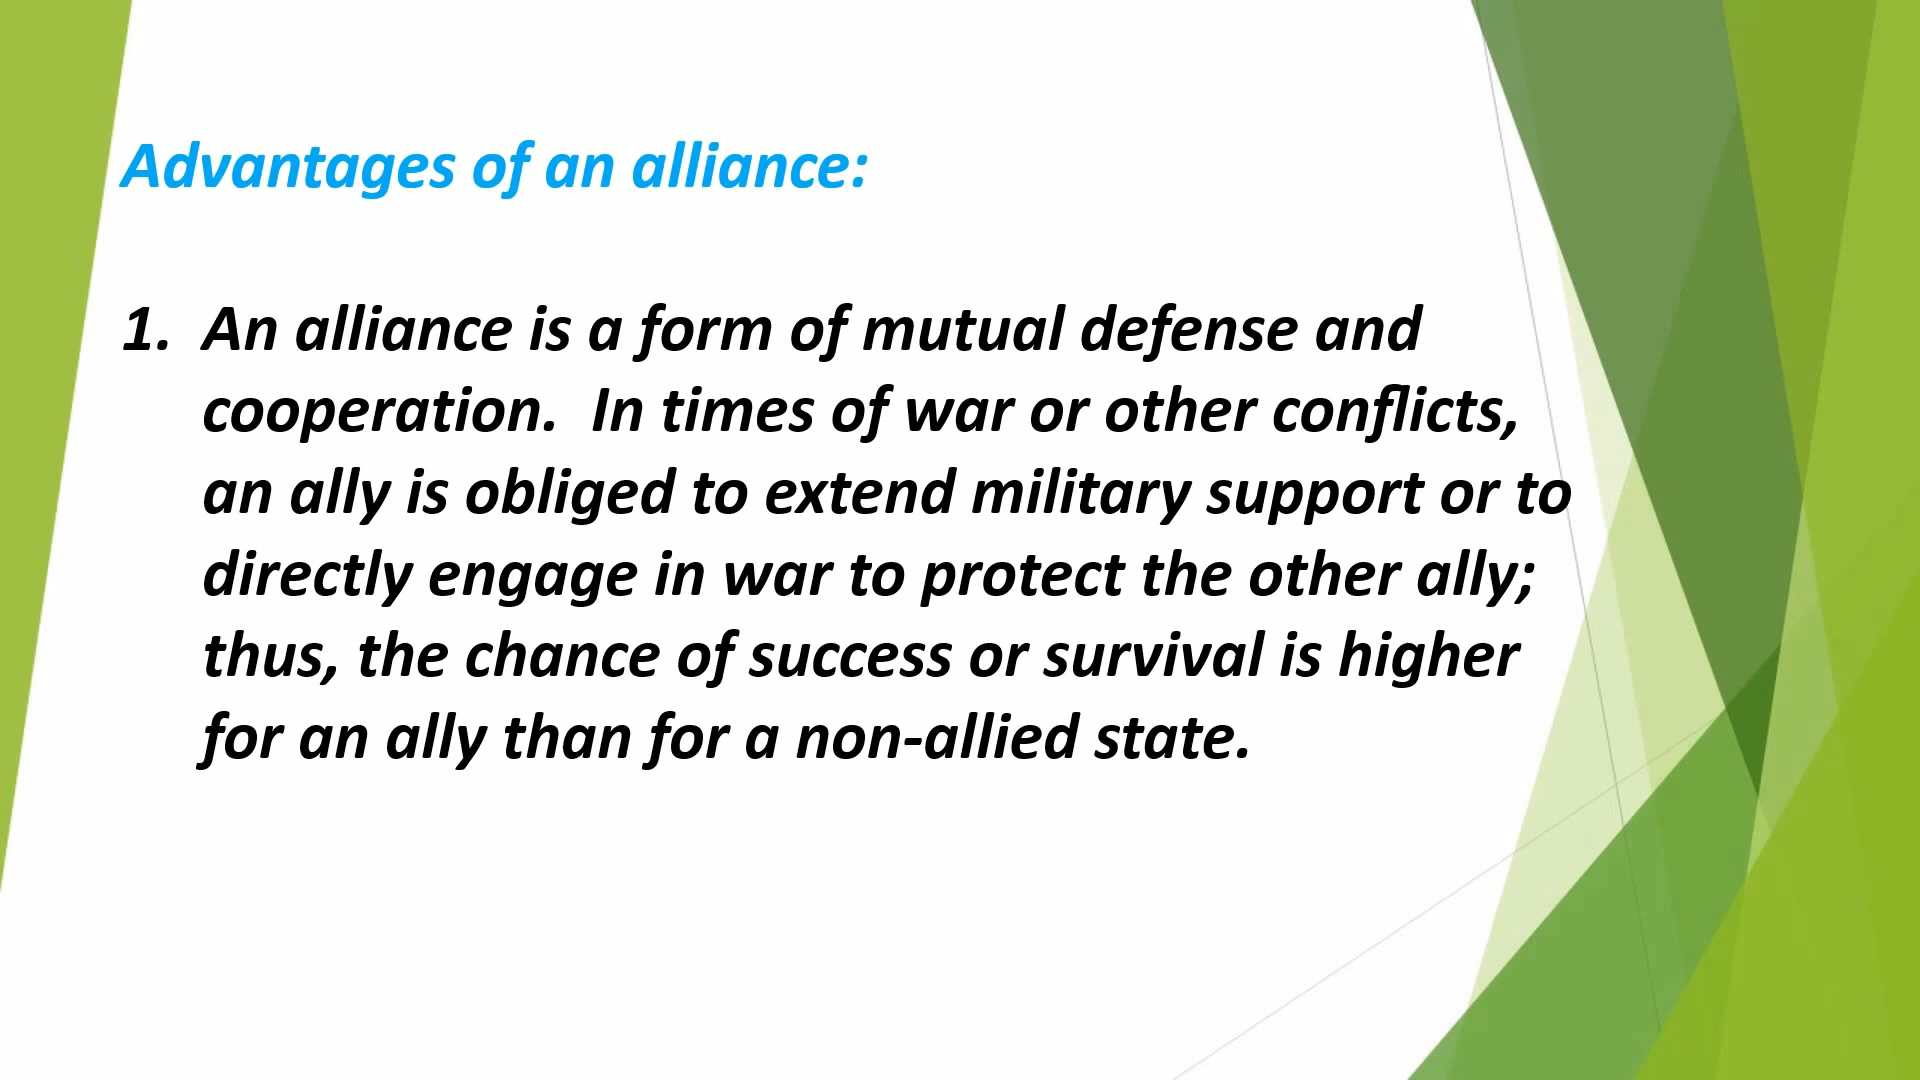 Advantages of an alliance:
1. An alliance is a form of mutual defense and
cooperation.  In times of war or other conflicts,
an ally is obliged to extend military support or to
directly engage in war to protect the other ally;
thus, the chance of success or survival is higher
for an ally than for a non-allied state.